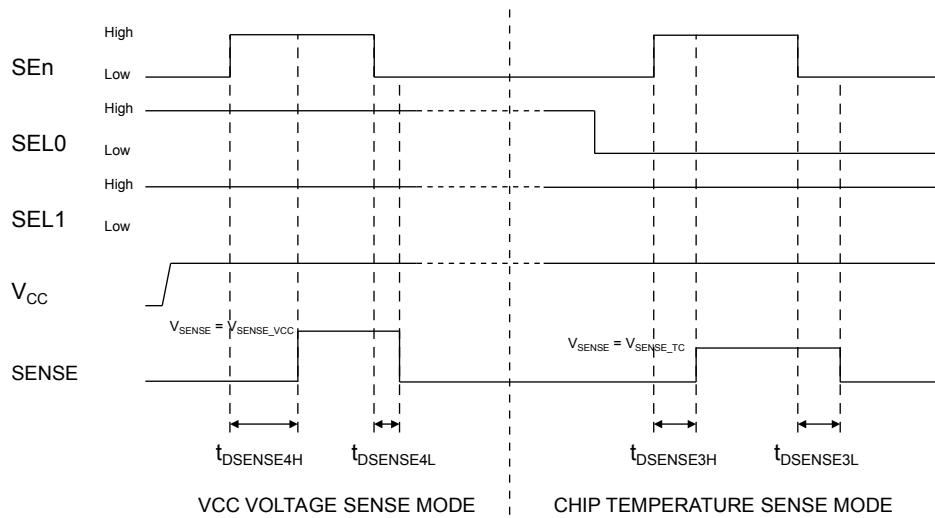 High
SEn
Low
High
SEL0
Low
High
SEL1
Low
VCC
VSENSE = VSENSE_VCC
VSENSE = VSENSE_TC
SENSE
tDSENSE4H
tDSENSE4L
tDSENSE3H
tDSENSE3L
VCC VOLTAGE SENSE MODE
CHIP TEMPERATURE SENSE MODE